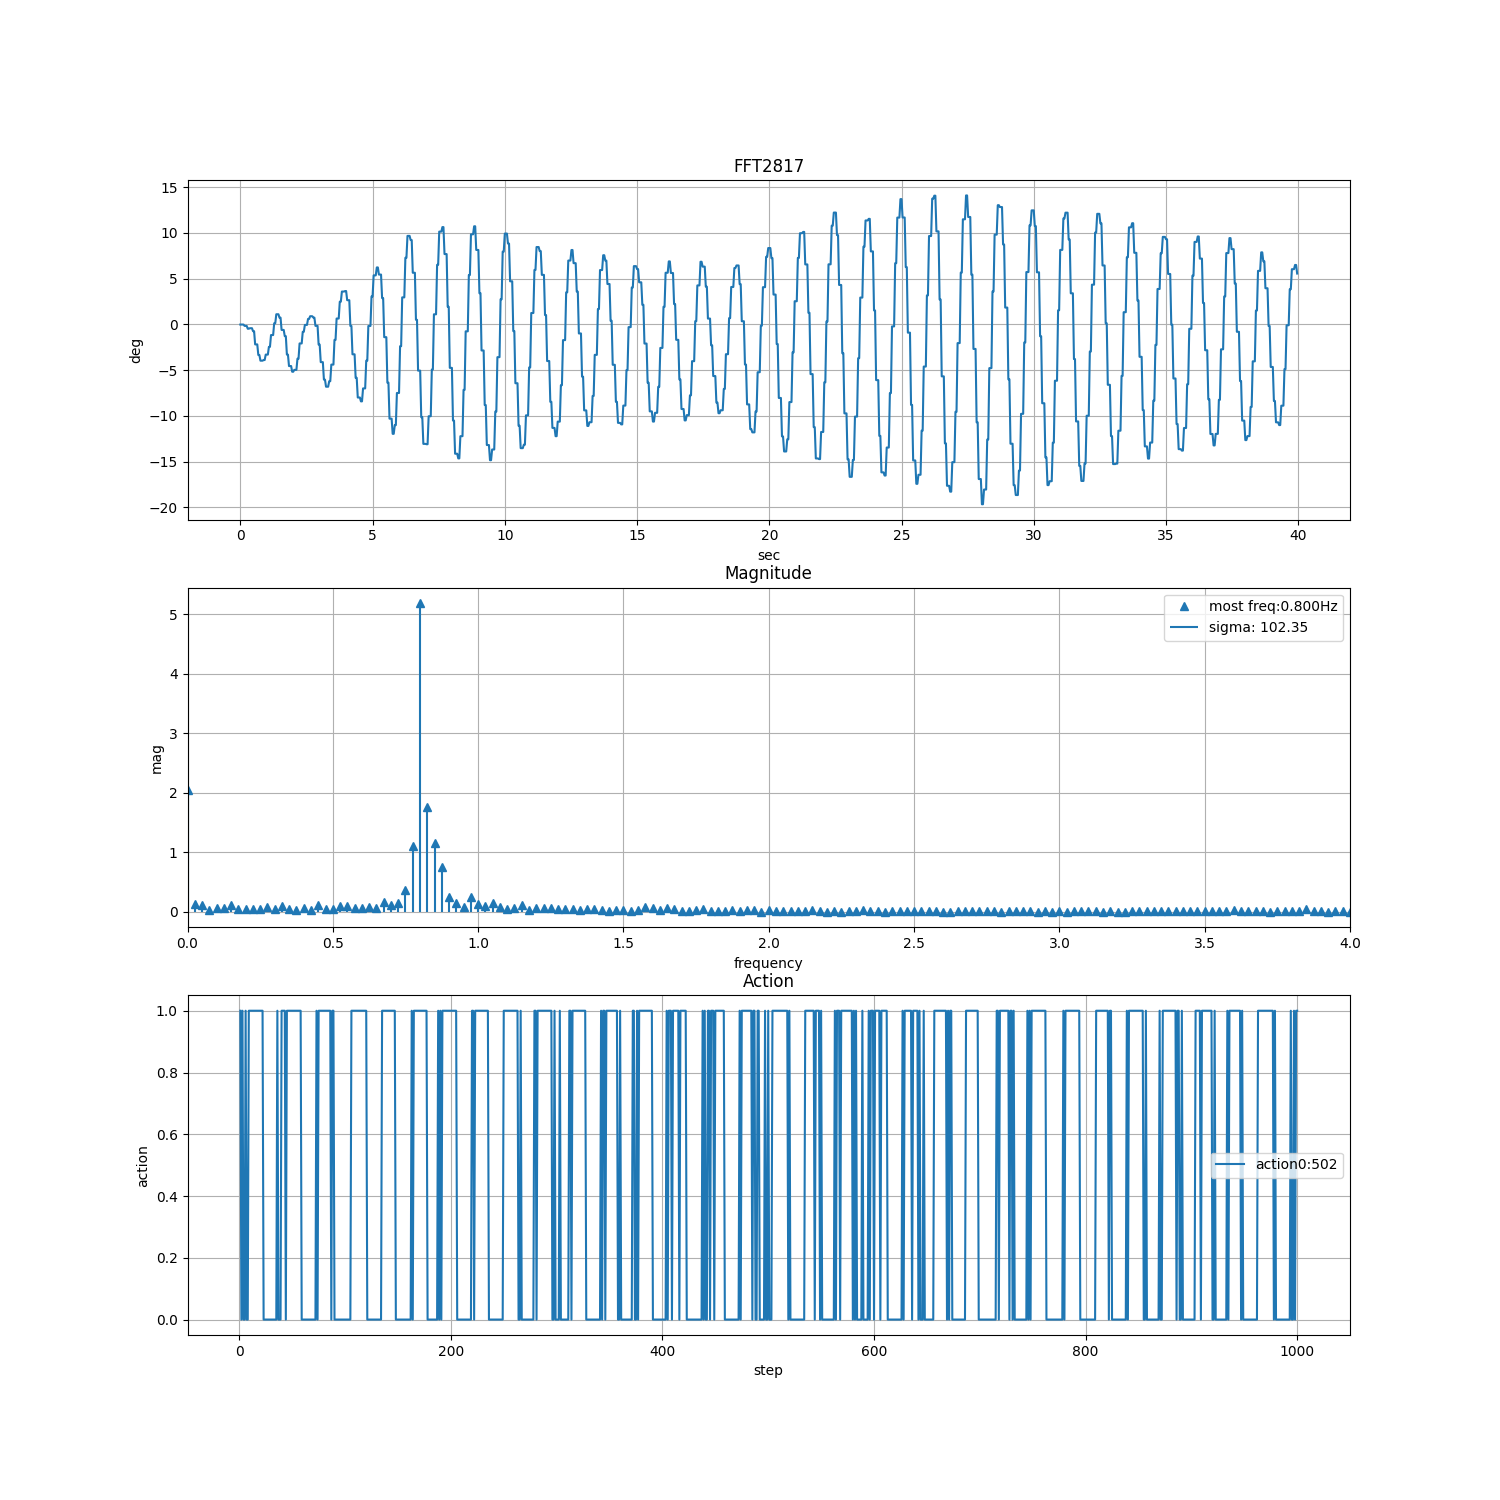 FFT2817
15
10
5
0
−5
−10
−15
−20
deg
0 5 10 15 20 25 30 35 40
sec
Magnitude
most freq:0.800Hz
sigma: 102.35
5
4
3
2
1
0
mag
0.0 0.5 1.0 1.5 2.0 2.5 3.0 3.5 4.0
frequency
Action
1.0
0.8
0.6
0.4
0.2
0.0
action
action0:502
0 200 400 600 800 1000
step